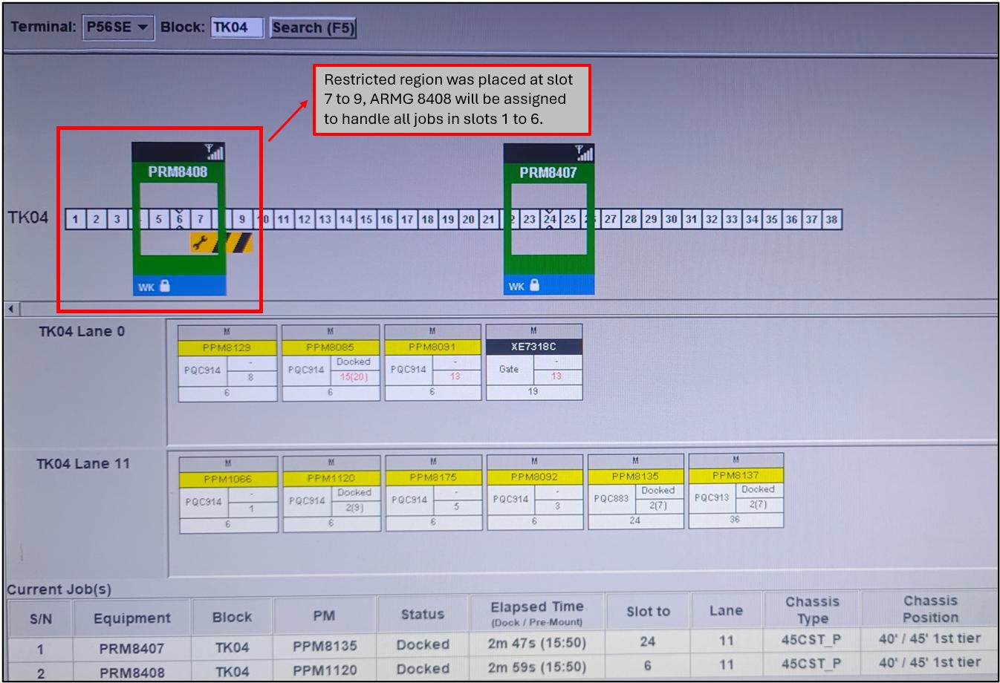 Terminal: P56SE Block: TK04 Search (F5)
Restricted region was placed at slot
7 to 9, ARMG 8408 will be assigned
to handle all jobs in slots 1 to 6.
PRM8408
PRM8407
TK04 1 2 3 5 6 7 9 10 11 12 13 14 15 16 17 18 19 20 21 23 24 25 27 28 29 30 31 32 33 34 35 36 37 38
WK
WK
TK04 Lane 0
M M M M
PPM8129 PPM8085 PPM8091 XE7318C
PQC914 - PQC914 Docked PQC914 - Gate -
8 15(20) 13 13
6 6 6 19
TK04 Lane 11
M M M M M M
PPM1066 PPM1120 PPM8175 PPM8092 PPM8135 PPM8137
PQC914 - PQC914 Docked PQC914 - PQC914 - PQC883 Docked PQC913 Docked
1 2(9) 5 3 2(7) 2(7)
6 6 6 6 24 36
Current Job(s)
S/N Equipment Block PM Status Elapsed Time (Dock / Pre-Mount) Slot to Lane Chassis Type Chassis Position
1 PRM8407 TK04 PPM8135 Docked 2m 47s (15:50) 24 11 45CST_P 40' / 45' 1st tier
2 PRM8408 TK04 PPM1120 Docked 2m 59s (15:50) 6 11 45CST_P 40' / 45' 1st tier